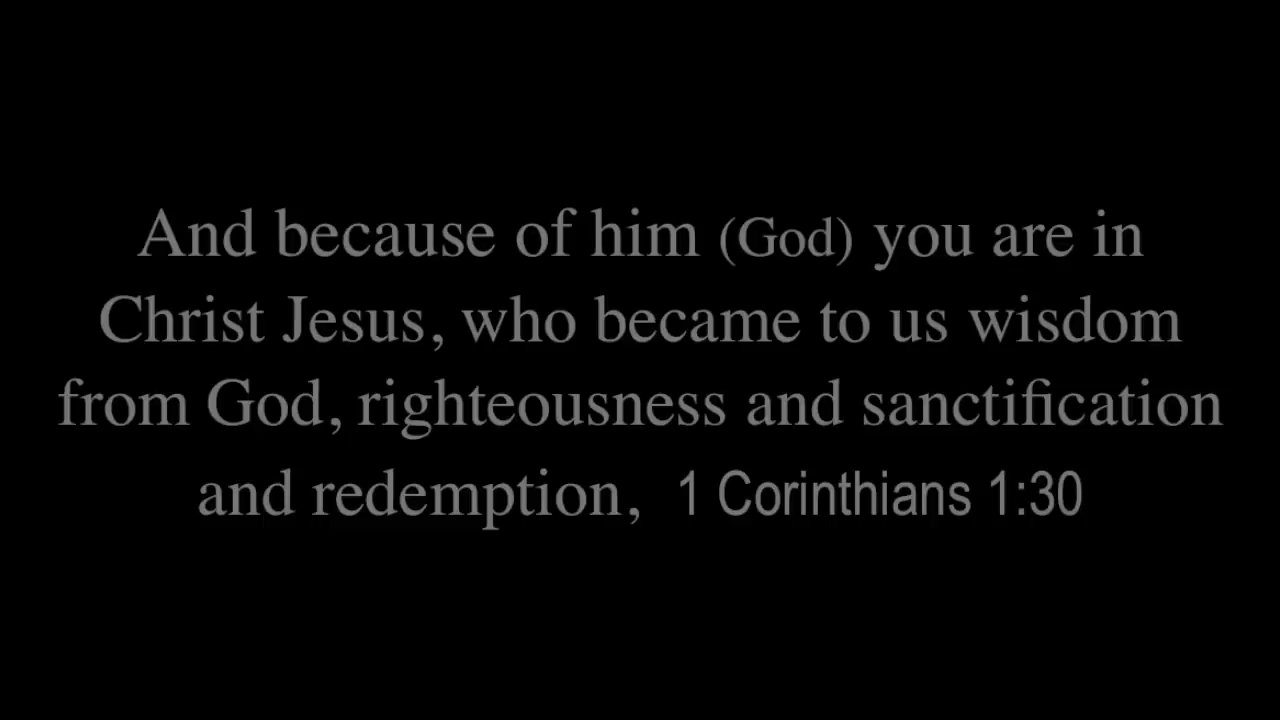 And because of him (God) you are in
Christ Jesus, who became to us wisdom
from God, righteousness and sanctification
and redemption, 1 Corinthians 1:30